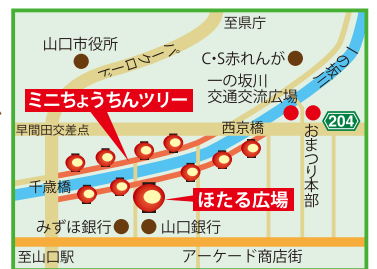 至県庁
山口市役所
パークロード
C・S赤れんが
一の坂川
一の坂川
交通交流広場
ミニちょうちんツリー
早間田交差点
西京橋
204
おまつり本部
千歳橋
ほたる広場
みずほ銀行
山口銀行
至山口駅
アーケード商店街